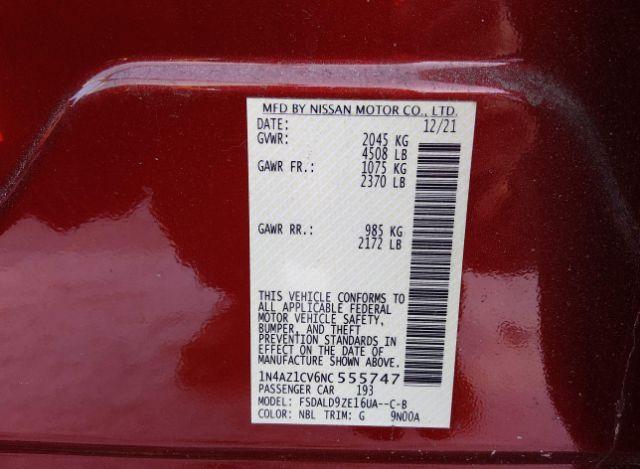 MFD BY NISSAN MOTOR CO., LTD.
DATE: 12/21
GVWR: 2045 KG
4508 LB
GAWR FR.: 1075 KG
2370 LB
GAWR RR.: 985 KG
2172 LB
THIS VEHICLE CONFORMS TO
ALL APPLICABLE FEDERAL
MOTOR VEHICLE SAFETY,
BUMPER, AND THEFT
PREVENTION STANDARDS IN
EFFECT ON THE DATE OF
MANUFACTURE SHOWN ABOVE.
1N4AZ1CV6NC 555747
PASSENGER CAR 193
MODEL: FSDALD9ZE16UA--C-B
COLOR: NBL TRIM: G 9N00A